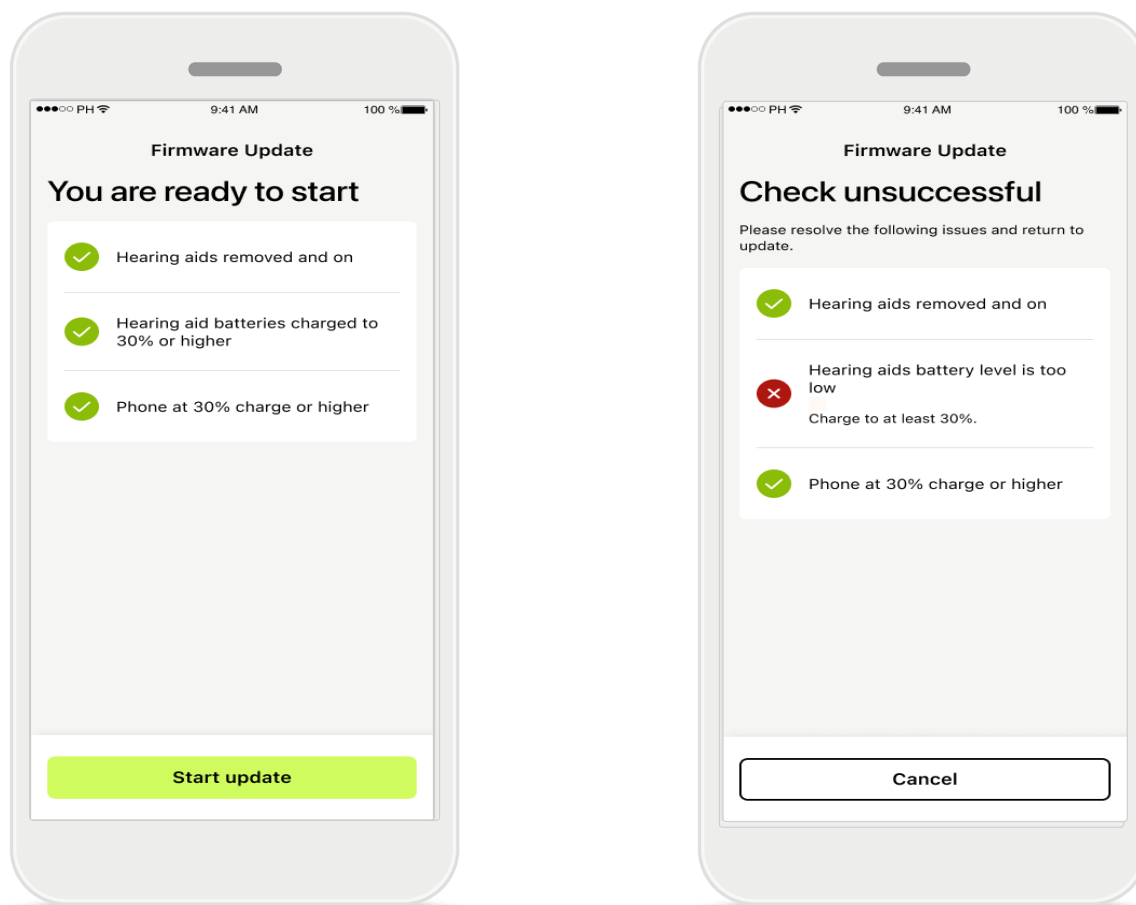 ●●●○○ PH 9:41 AM 100 %
Firmware Update
You are ready to start
Hearing aids removed and on
Hearing aid batteries charged to
30% or higher
Phone at 30% charge or higher
Start update
●●●○○ PH 9:41 AM 100 %
Firmware Update
Check unsuccessful
Please resolve the following issues and return to
update.
Hearing aids removed and on
Hearing aids battery level is too
low
Charge to at least 30%.
Phone at 30% charge or higher
Cancel